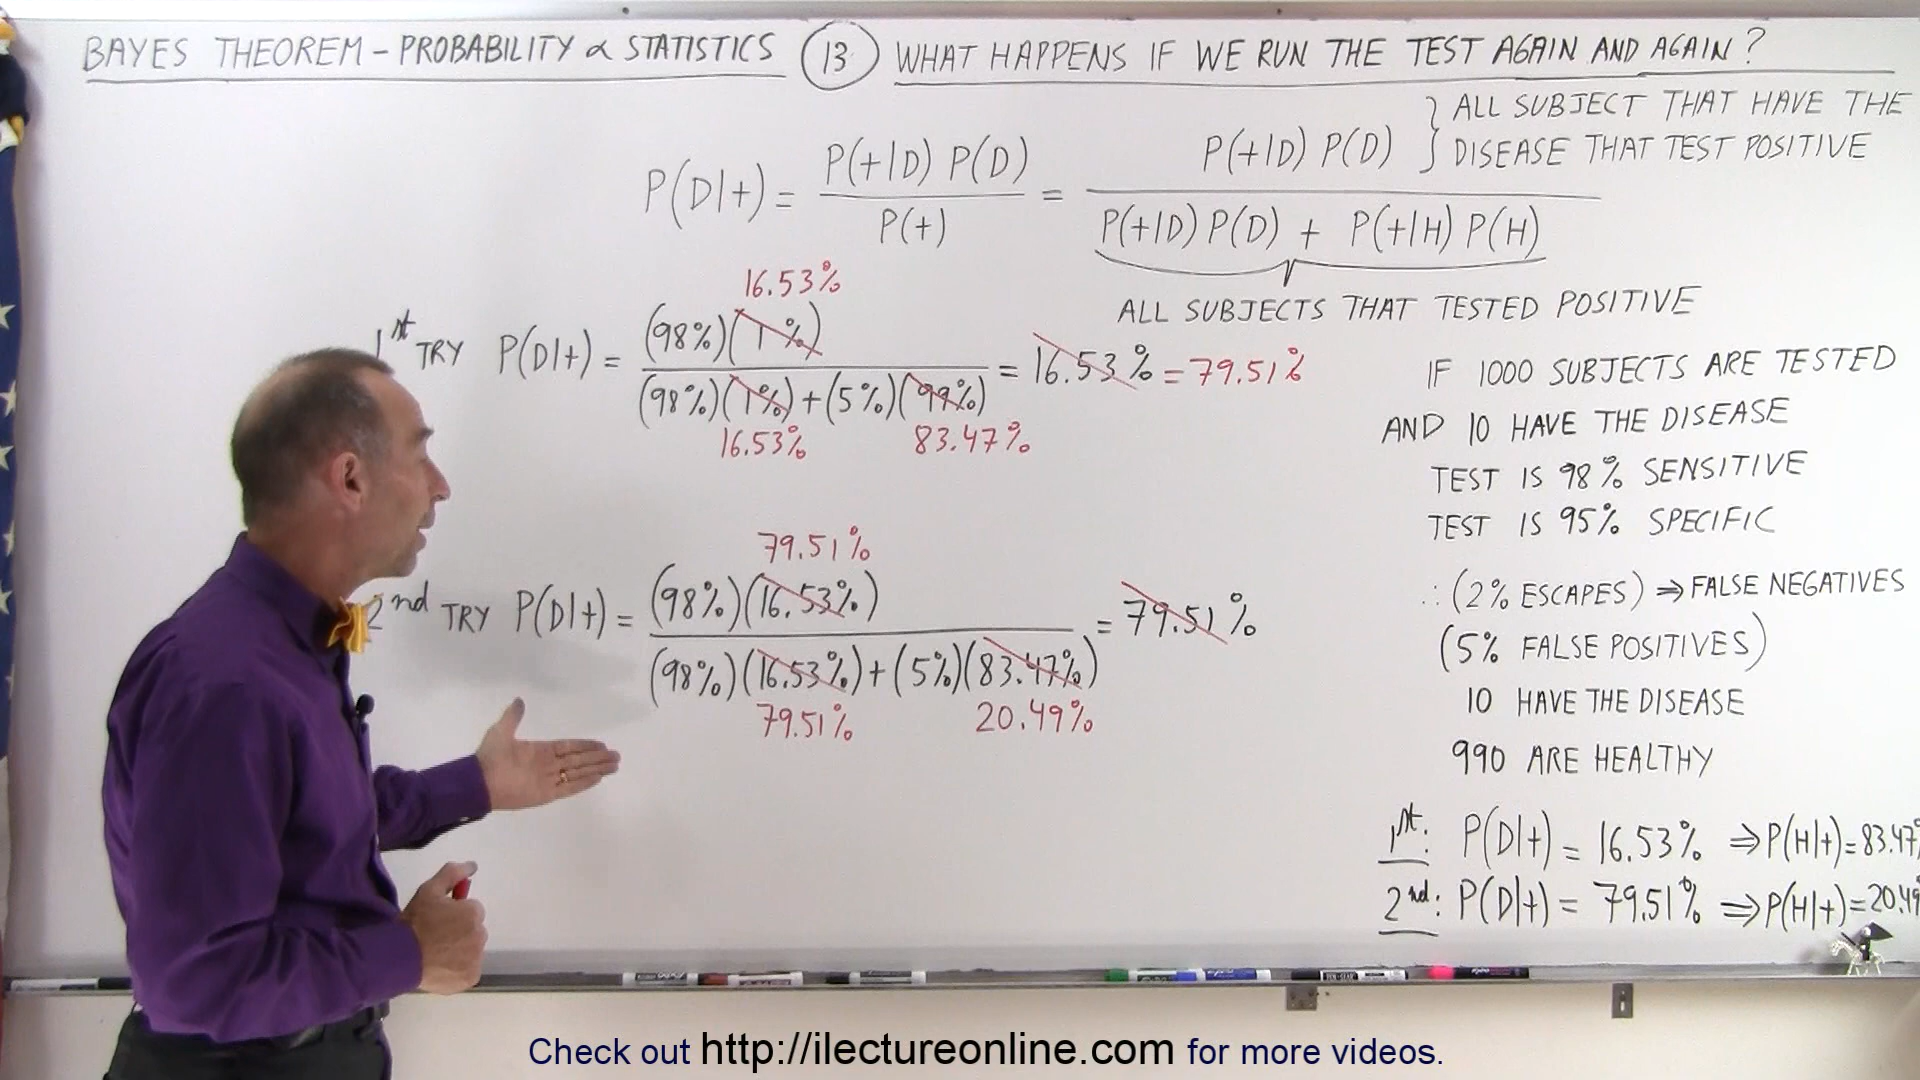 BAYES THEOREM - PROBABILITY & STATISTICS 13 WHAT HAPPENS IF WE RUN THE TEST AGAIN AND AGAIN?
P(D|+) = P(+|D) P(D) / P(+) = P(+|D) P(D) / P(+|D) P(D) + P(+|H) P(H)
} ALL SUBJECT THAT HAVE THE
DISEASE THAT TEST POSITIVE
ALL SUBJECTS THAT TESTED POSITIVE
16.53%
1st TRY P(D|+) = (98%)(1%) / (98%)(1%) + (5%)(99%) = 16.53% = 79.51%
16.53% 83.47%
79.51%
2nd TRY P(D|+) = (98%)(16.53%) / (98%)(16.53%) + (5%)(83.47%) = 79.51%
79.51% 20.49%
IF 1000 SUBJECTS ARE TESTED
AND 10 HAVE THE DISEASE
TEST IS 98% SENSITIVE
TEST IS 95% SPECIFIC
∴ (2% ESCAPES) ⇒ FALSE NEGATIVES
(5% FALSE POSITIVES)
10 HAVE THE DISEASE
990 ARE HEALTHY
1st: P(D|+) = 16.53% ⇒ P(H|+) = 83.47%
2nd: P(D|+) = 79.51% ⇒ P(H|+) = 20.49
Check out http://ilectureonline.com for more videos.